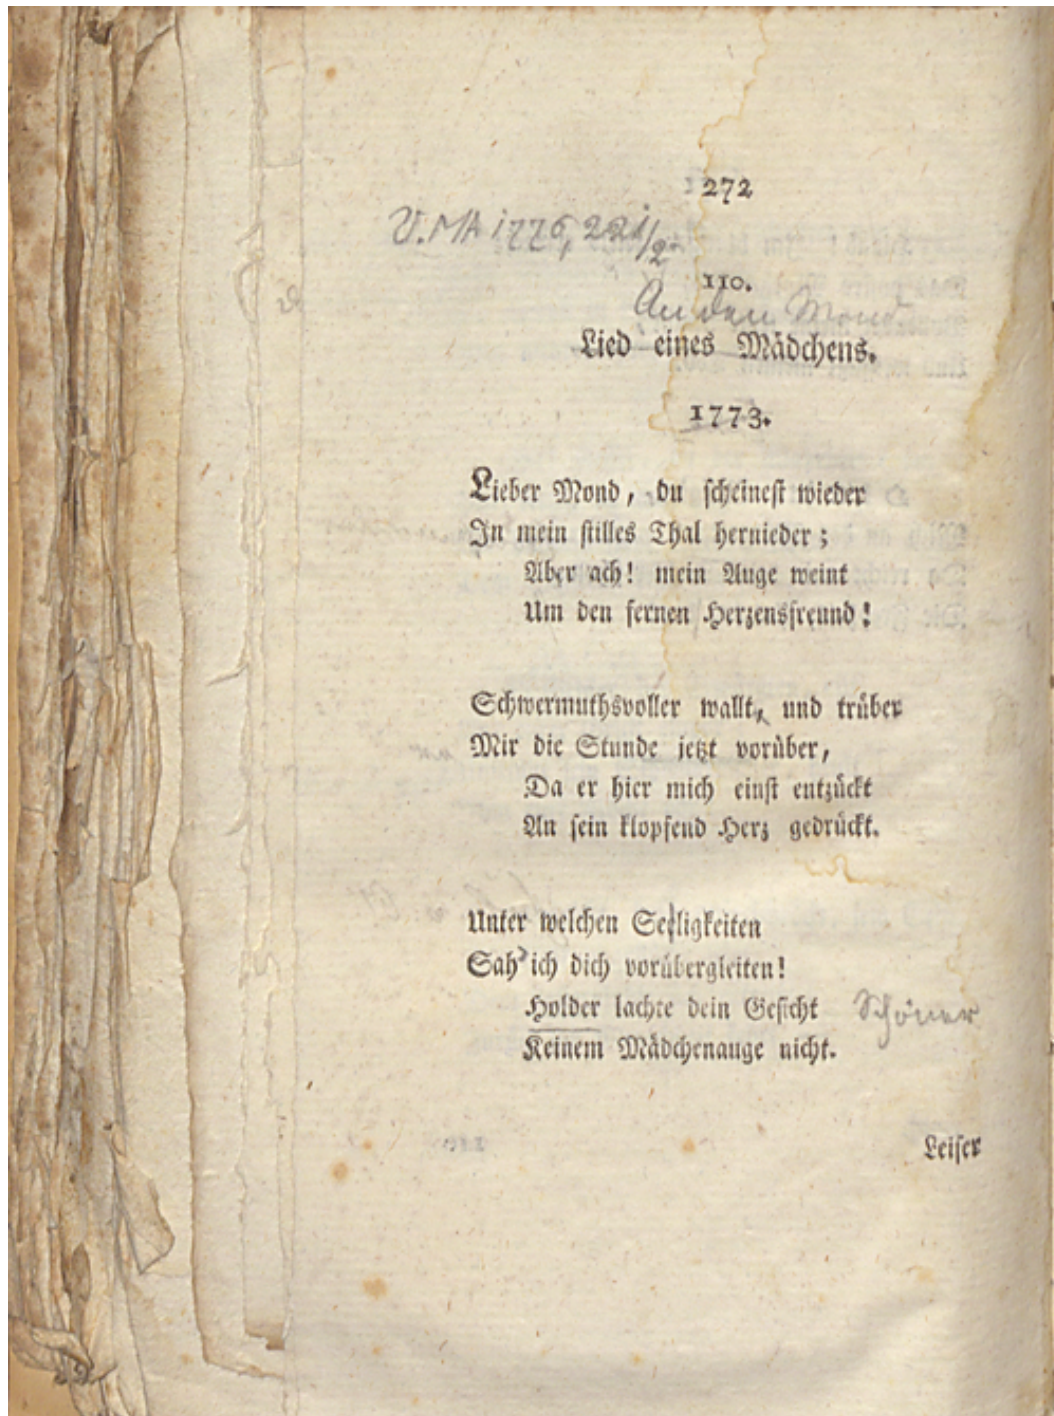 272
V. MA 1776, 221/2
110.
An den Mond
Lied eines Mädchens.
1773.
Lieber Mond, du scheinest wieder
In mein stilles Thal hernieder;
Aber ach! mein Auge weint
Um den fernen Herzensfreund!
Schwermuthsvoller wallt, und trüber
Mir die Stunde jetzt vorüber,
Da er hier mich einst entzückt
An sein klopfend Herz gedrückt.
Unter welchen Seeligkeiten
Sah ich dich vorübergleiten!
Holder lachte dein Gesicht Schöner
Keinem Mädchenauge nicht.
Leiser